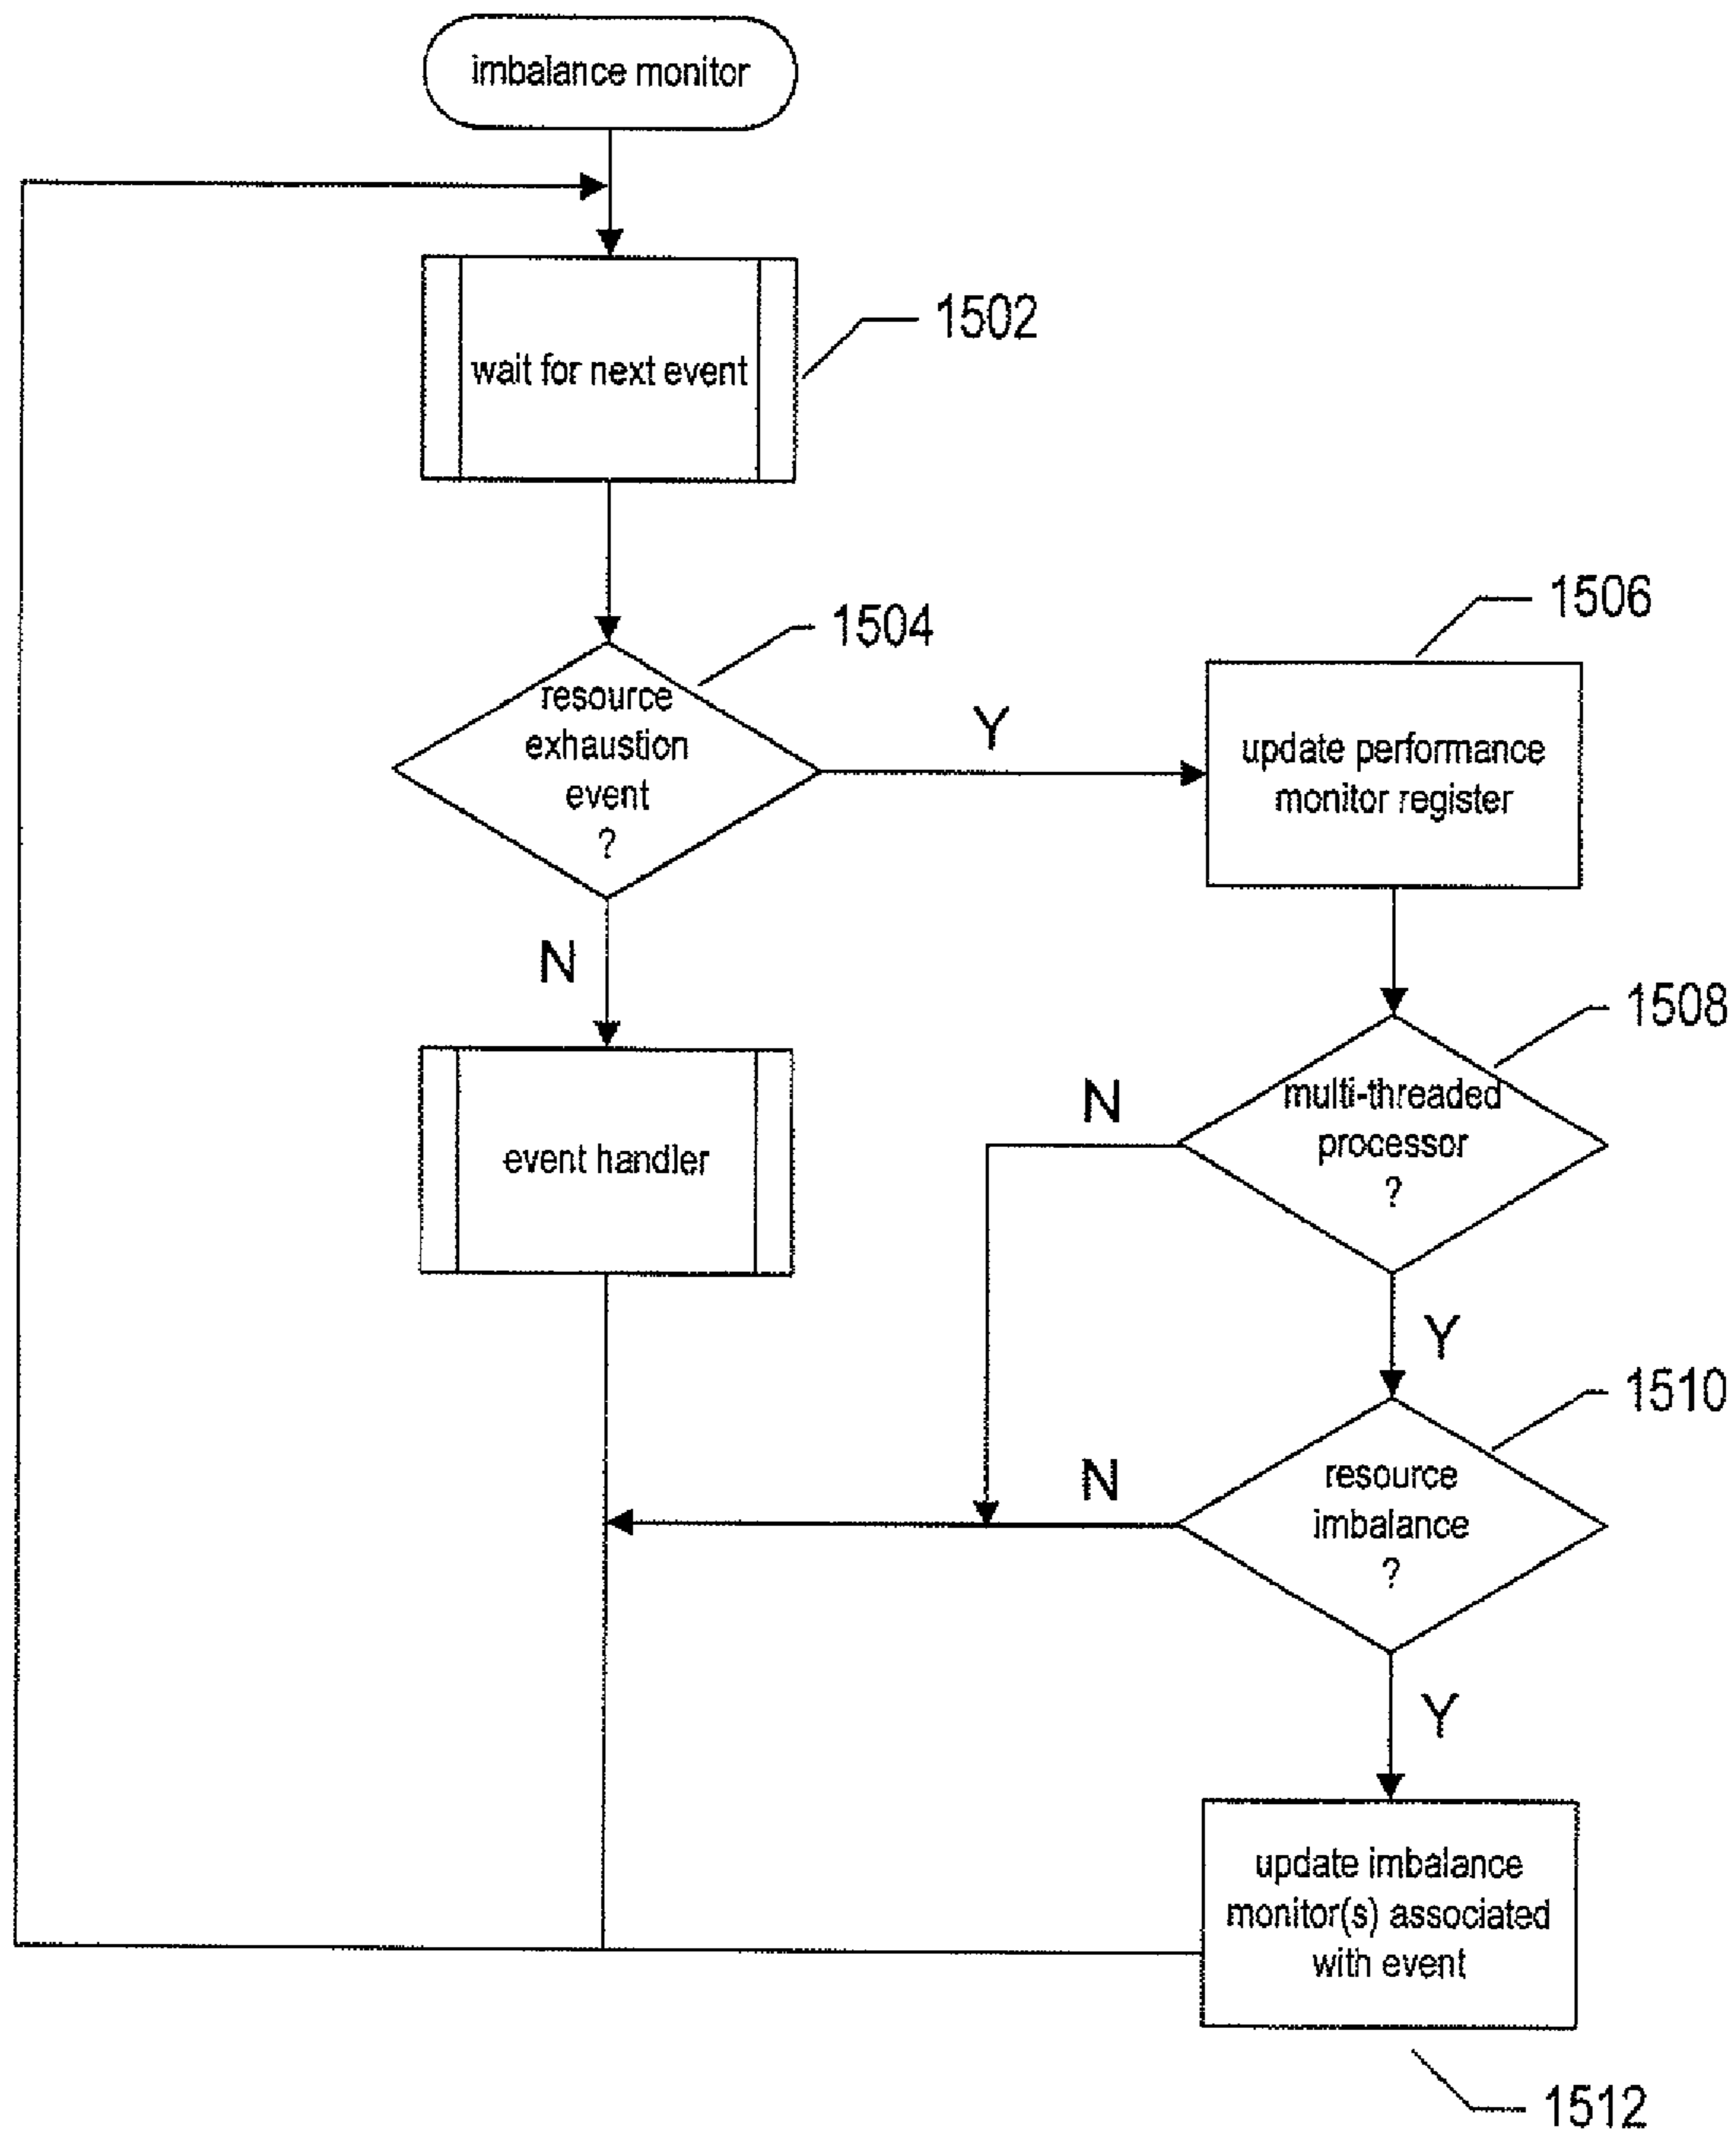 imbalance monitor
1502
wait for next event
1504
resource
exhaustion
event
?
Y
1506
update performance
monitor register
N
1508
multi-threaded
processor
?
N
event handler
Y
1510
resource
imbalance
?
N
Y
update imbalance
monitor(s) associated
with event
1512